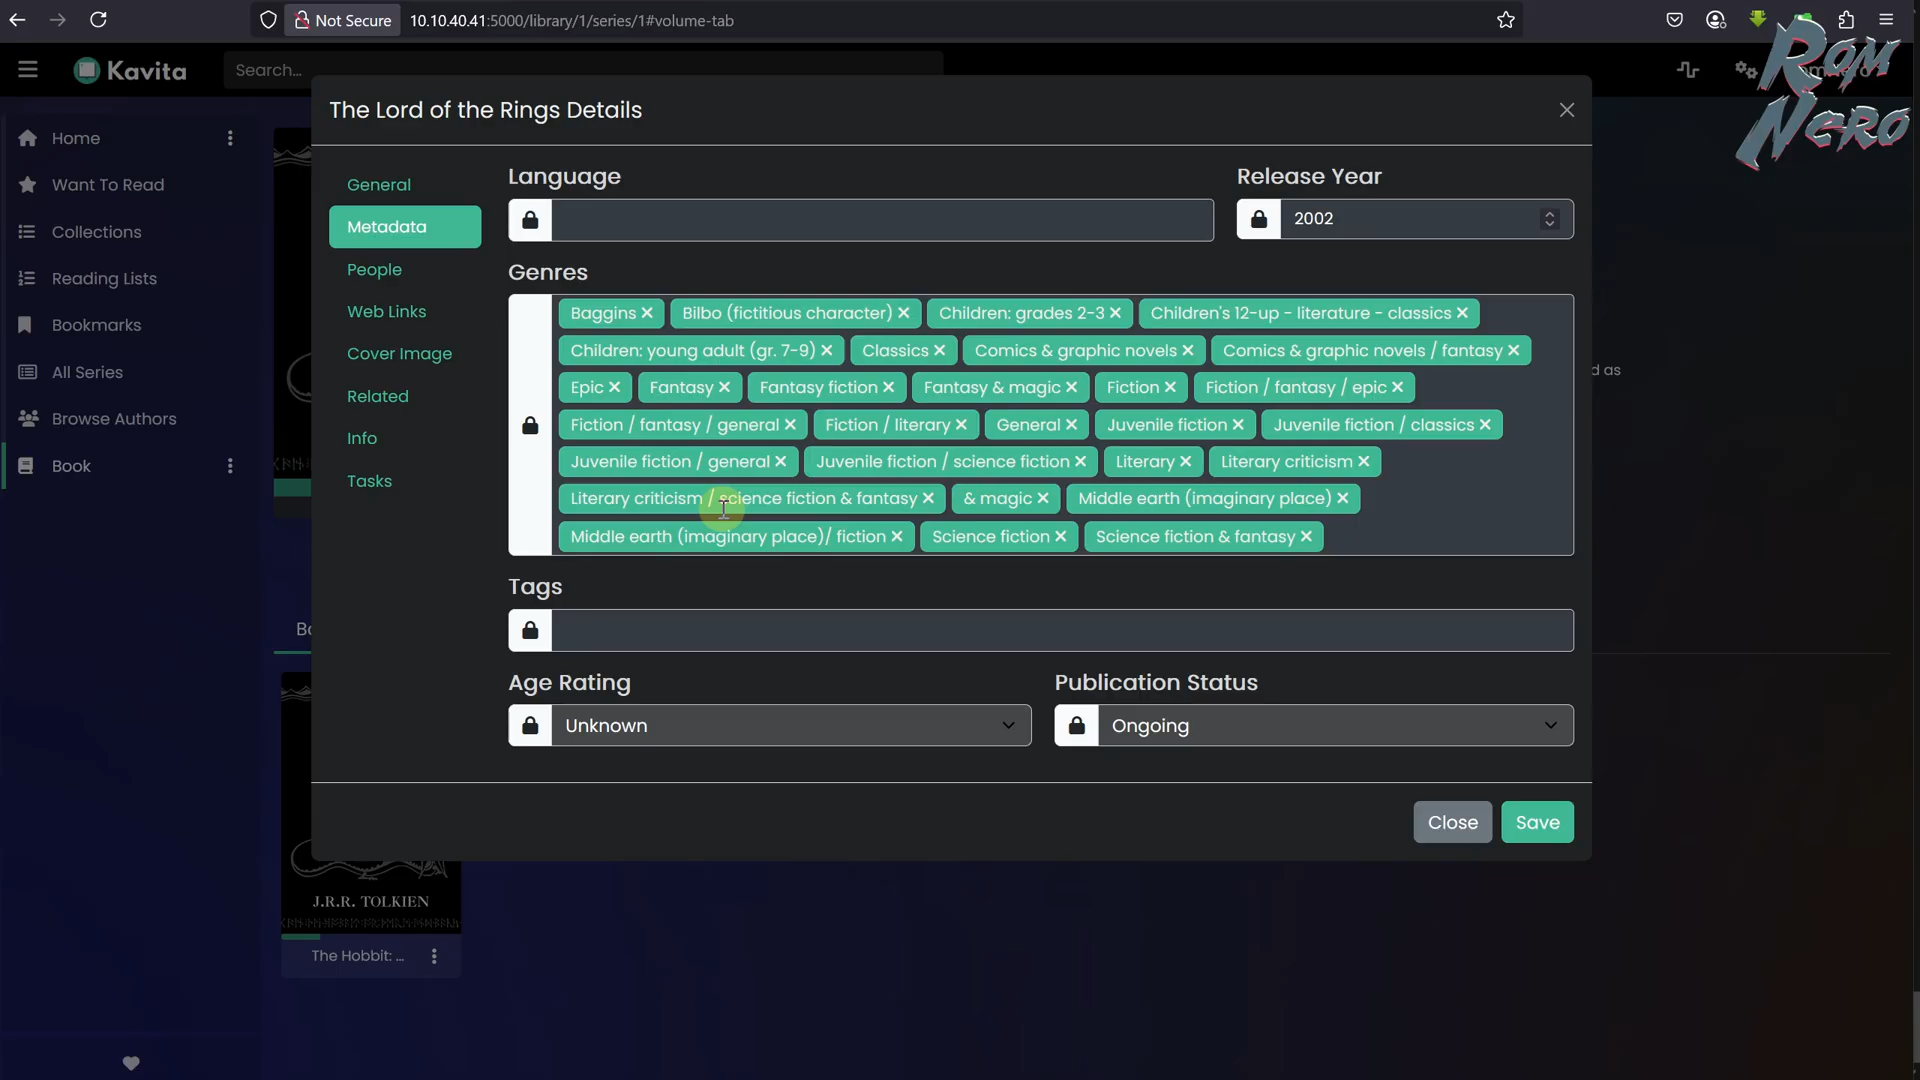 Not Secure 10.10.40.41:5000/library/1/series/1#volume-tab
Kavita
Search...
ROM NERO
The Lord of the Rings Details
Home
Want To Read
Collections
Reading Lists
Bookmarks
All Series
Browse Authors
Book
General
Metadata
People
Web Links
Cover Image
Related
Info
Tasks
Language
Release Year
2002
Genres
Baggins Bilbo (fictitious character) Children: grades 2-3 Children's 12-up - literature - classics
Children: young adult (gr. 7-9) Classics Comics & graphic novels Comics & graphic novels / fantasy
Epic Fantasy Fantasy fiction Fantasy & magic Fiction Fiction / fantasy / epic
Fiction / fantasy / general Fiction / literary General Juvenile fiction Juvenile fiction / classics
Juvenile fiction / general Juvenile fiction / science fiction Literary Literary criticism
Literary criticism / science fiction & fantasy & magic Middle earth (imaginary place)
Middle earth (imaginary place)/ fiction Science fiction Science fiction & fantasy
Tags
Age Rating
Unknown
Publication Status
Ongoing
Close Save
d as
J.R.R. TOLKIEN
The Hobbit: ...